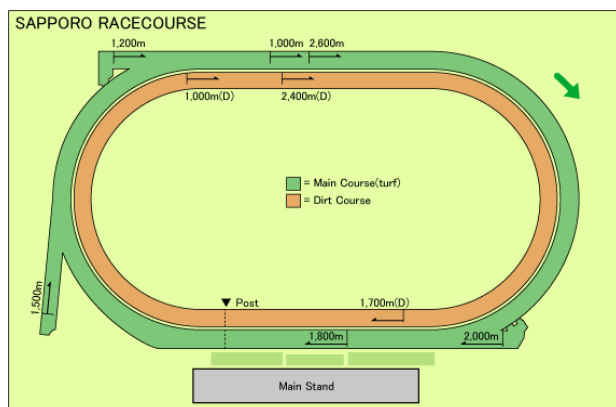 SAPPORO RACECOURSE
1,200m
1,000m
2,600m
1,000m(D)
2,400m(D)
= Main Course(turf)
= Dirt Course
1,500m
Post
1,700m(D)
1,800m
2,000m
Main Stand